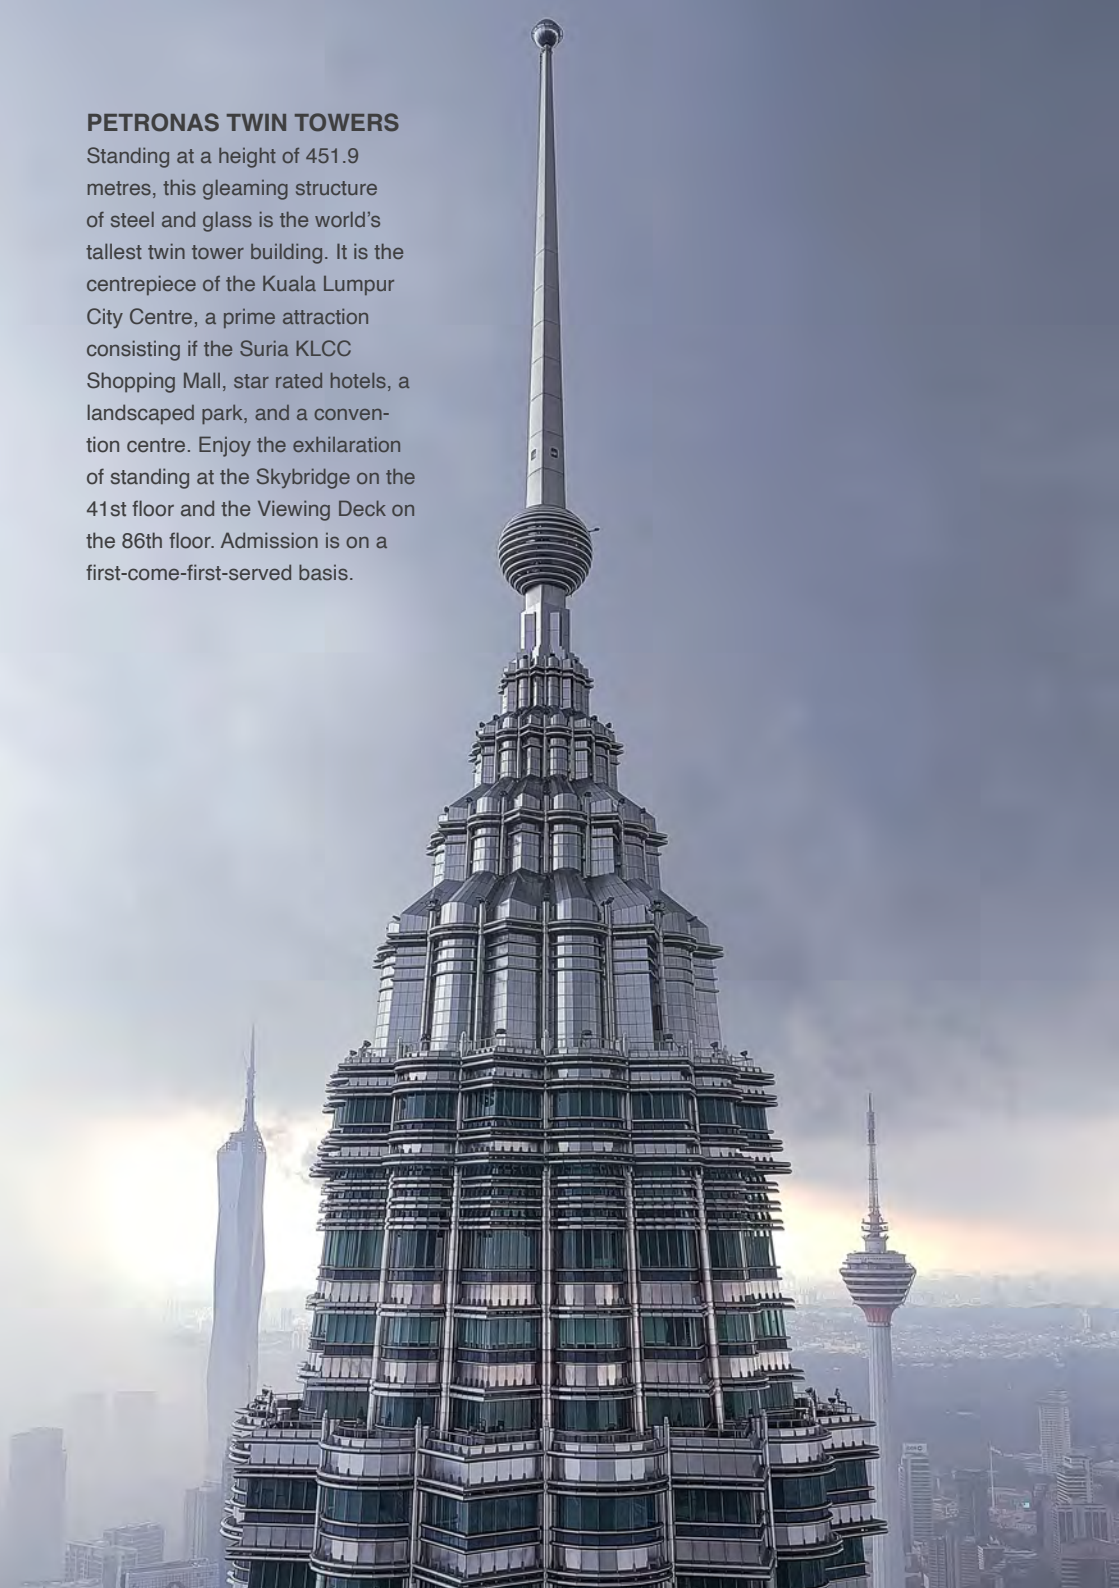 PETRONAS TWIN TOWERS
Standing at a height of 451.9
metres, this gleaming structure
of steel and glass is the world’s
tallest twin tower building. It is the
centrepiece of the Kuala Lumpur
City Centre, a prime attraction
consisting if the Suria KLCC
Shopping Mall, star rated hotels, a
landscaped park, and a conven-
tion centre. Enjoy the exhilaration
of standing at the Skybridge on the
41st floor and the Viewing Deck on
the 86th floor. Admission is on a
first-come-first-served basis.